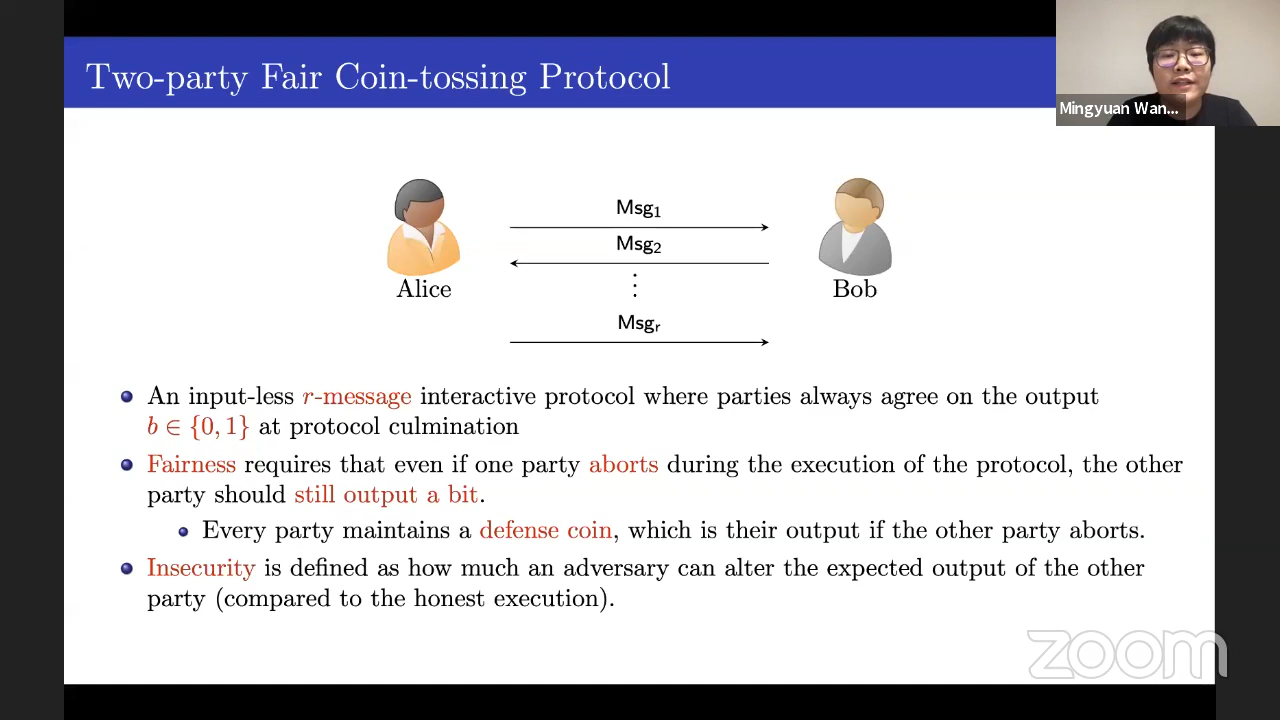 Two-party Fair Coin-tossing Protocol
Mingyuan Wan...
Msg1
Msg2
⋮
Msgr
Alice
Bob
An input-less r-message interactive protocol where parties always agree on the output
b ∈ {0, 1} at protocol culmination
Fairness requires that even if one party aborts during the execution of the protocol, the other
party should still output a bit.
Every party maintains a defense coin, which is their output if the other party aborts.
Insecurity is defined as how much an adversary can alter the expected output of the other
party (compared to the honest execution).
zoom